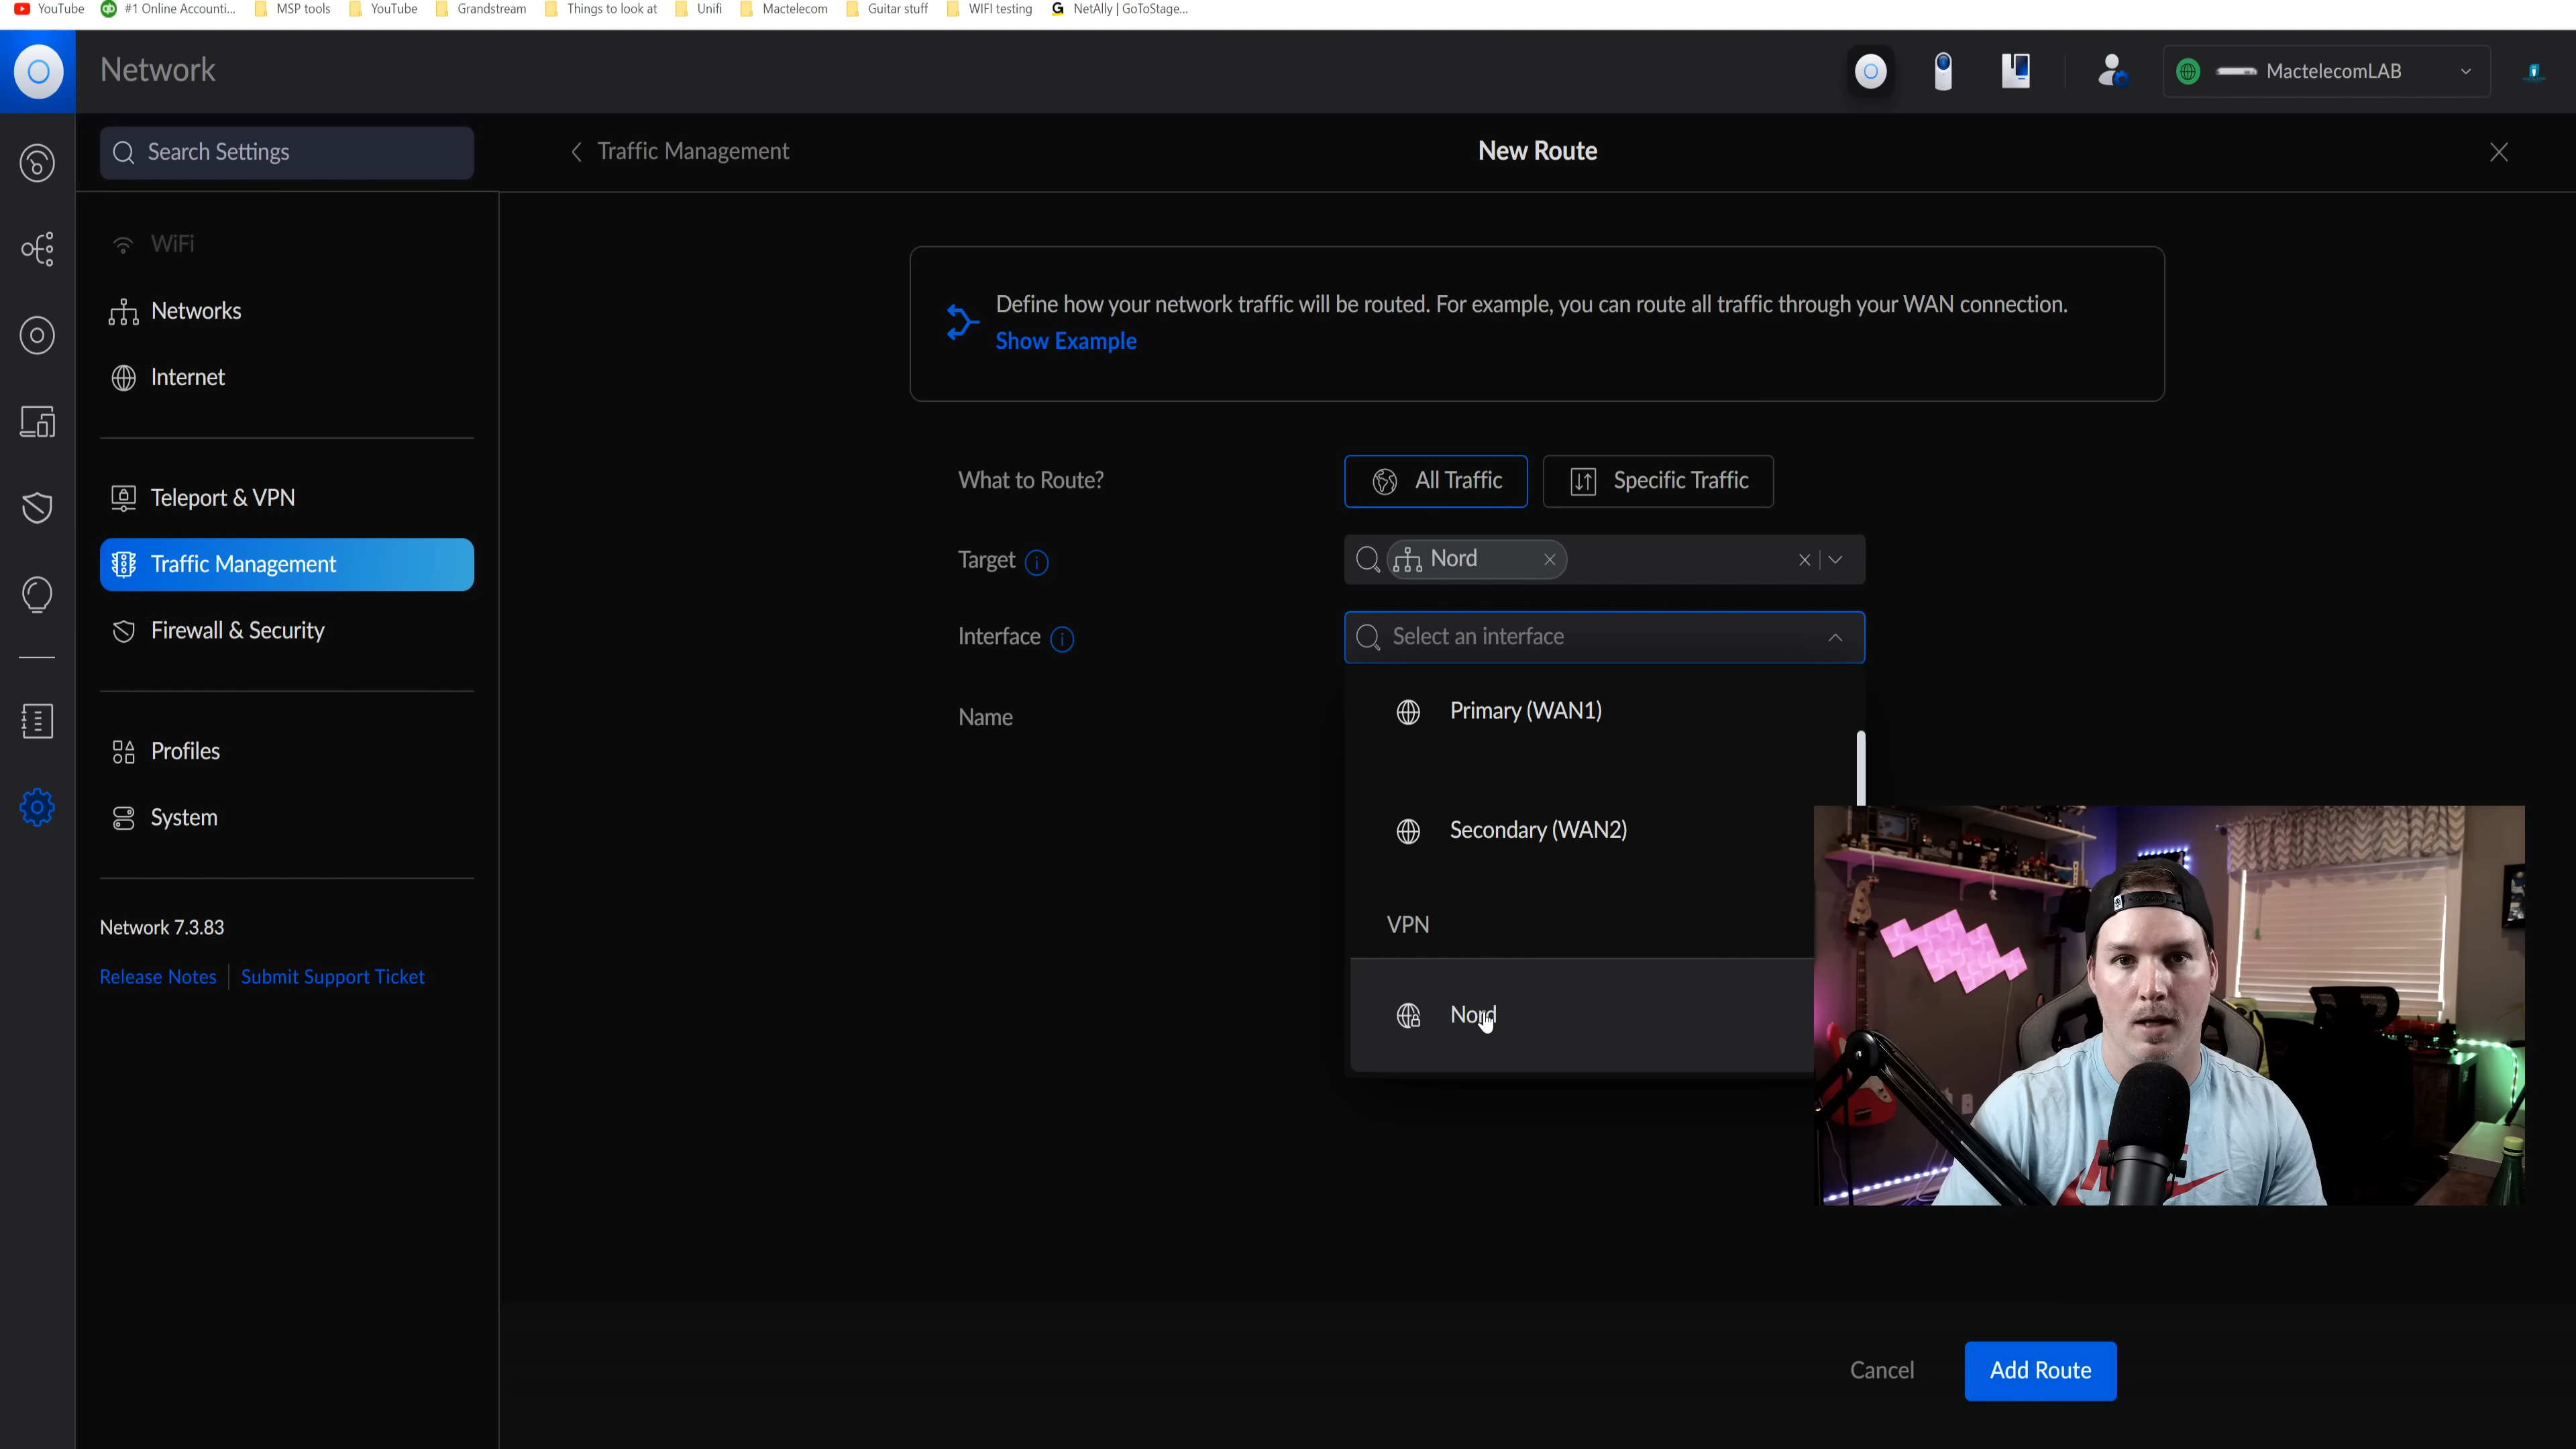 YouTube #1 Online Accounti... MSP tools YouTube Grandstream Things to look at Unifi Mactelecom Guitar stuff WIFI testing NetAlly | GoToStage...
Network
MactelecomLAB
Search Settings
Traffic Management
New Route
WiFi
Networks
Internet
Teleport & VPN
Traffic Management
Firewall & Security
Profiles
System
Network 7.3.83
Release Notes
Submit Support Ticket
Define how your network traffic will be routed. For example, you can route all traffic through your WAN connection.
Show Example
What to Route?
All Traffic
Specific Traffic
Target
Nord
Interface
Select an interface
Name
Primary (WAN1)
Secondary (WAN2)
VPN
Nord
Cancel
Add Route